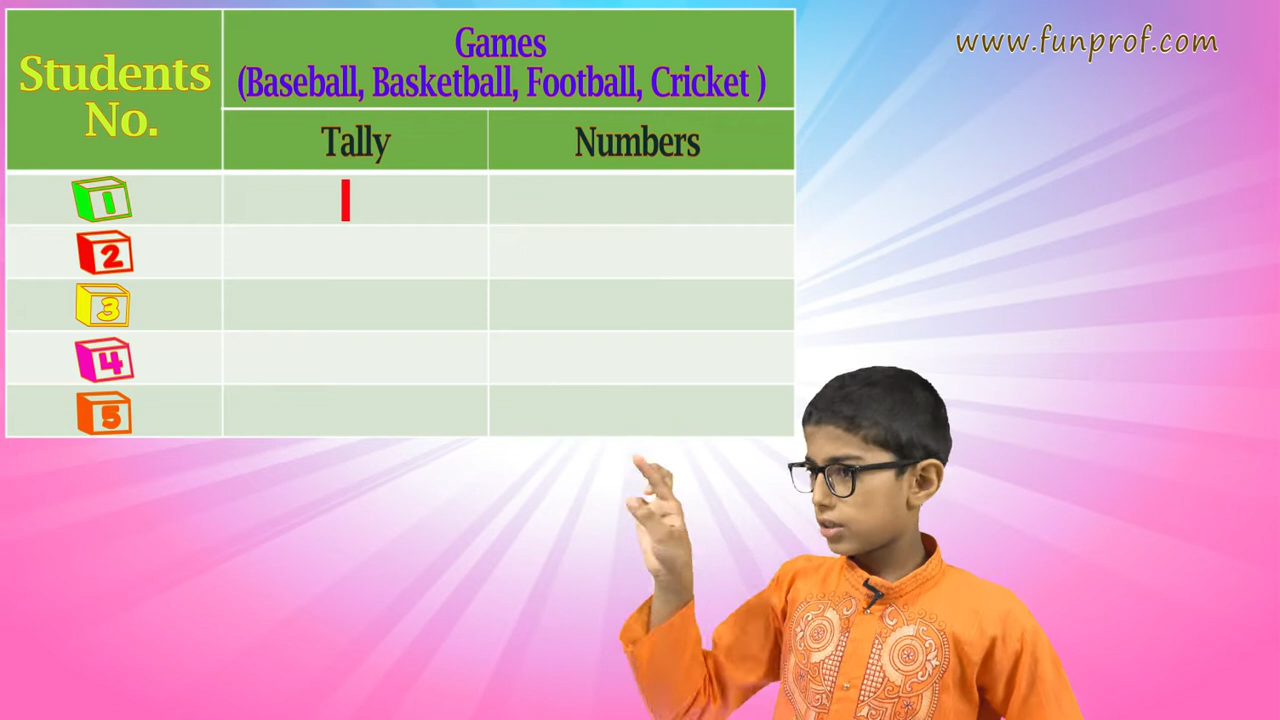 Students
No.
Games
(Baseball, Basketball, Football, Cricket )
Tally
Numbers
1
2
3
4
5
www.funprof.com